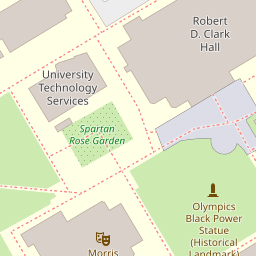 Robert
D. Clark
Hall
University
Technology
Services
Spartan
Rose Garden
Olympics
Black Power
Statue
(Historical
Landmark)
Morris